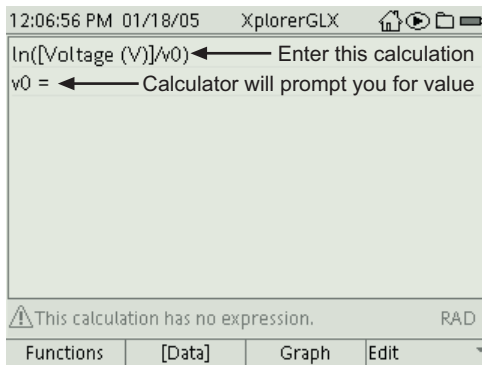 12:06:56 PM 01/18/05 XplorerGLX
ln([Voltage (V)]/v0) Enter this calculation
v0 = Calculator will prompt you for value
This calculation has no expression. RAD
Functions [Data] Graph Edit